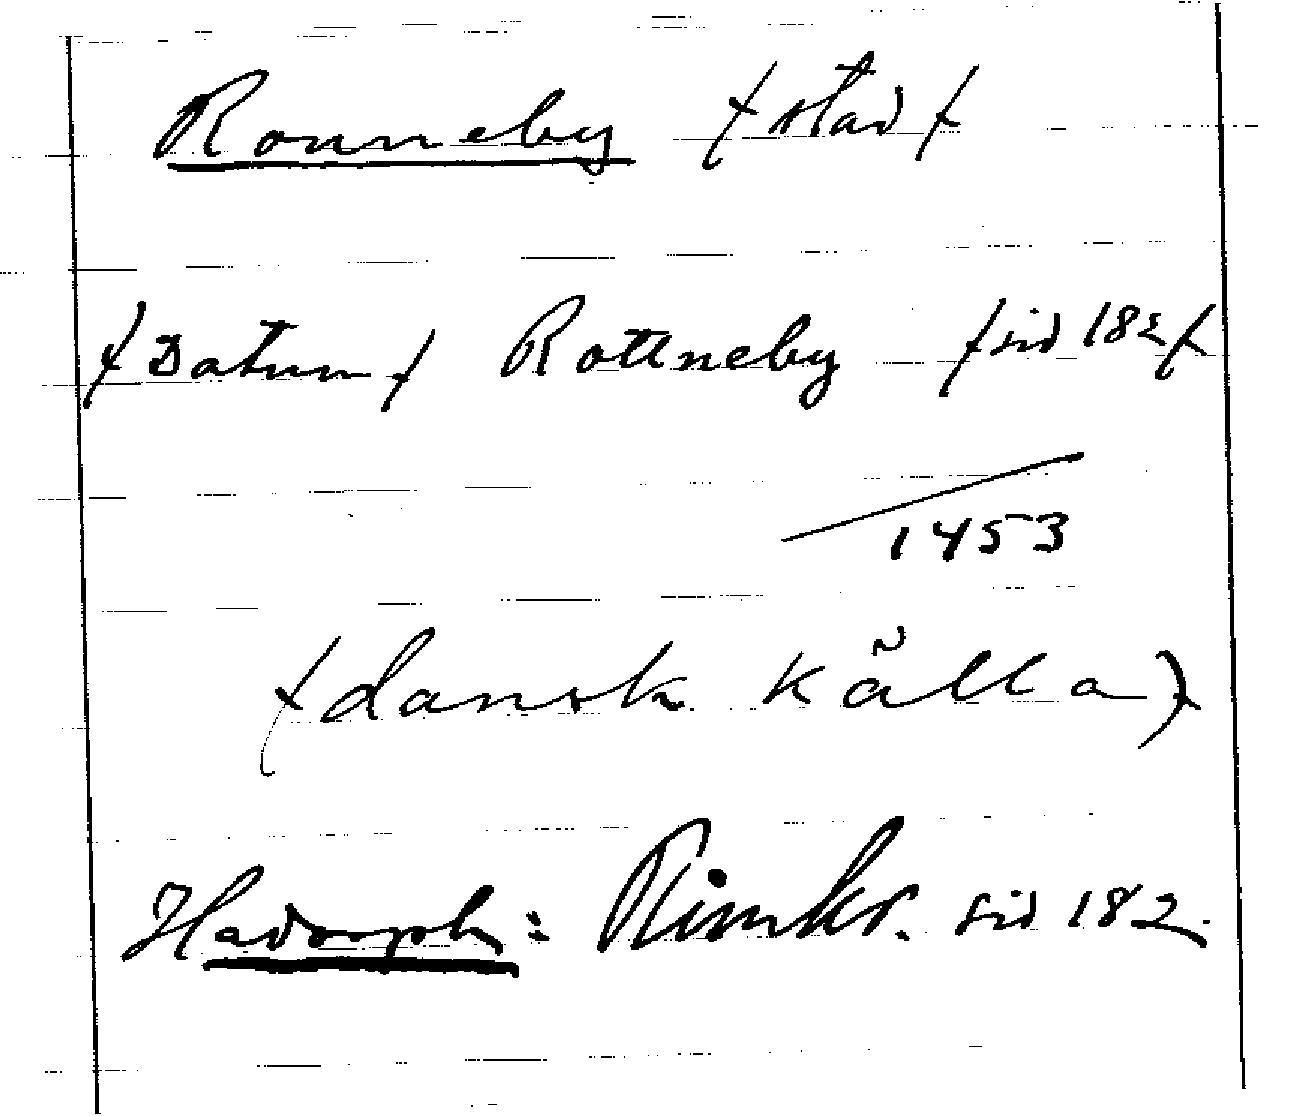 Ronneby (stad)
(Datum) Rottneby (sid 182)
1453
(dansk källa)
Hadorph: Rimkr. sid 182.